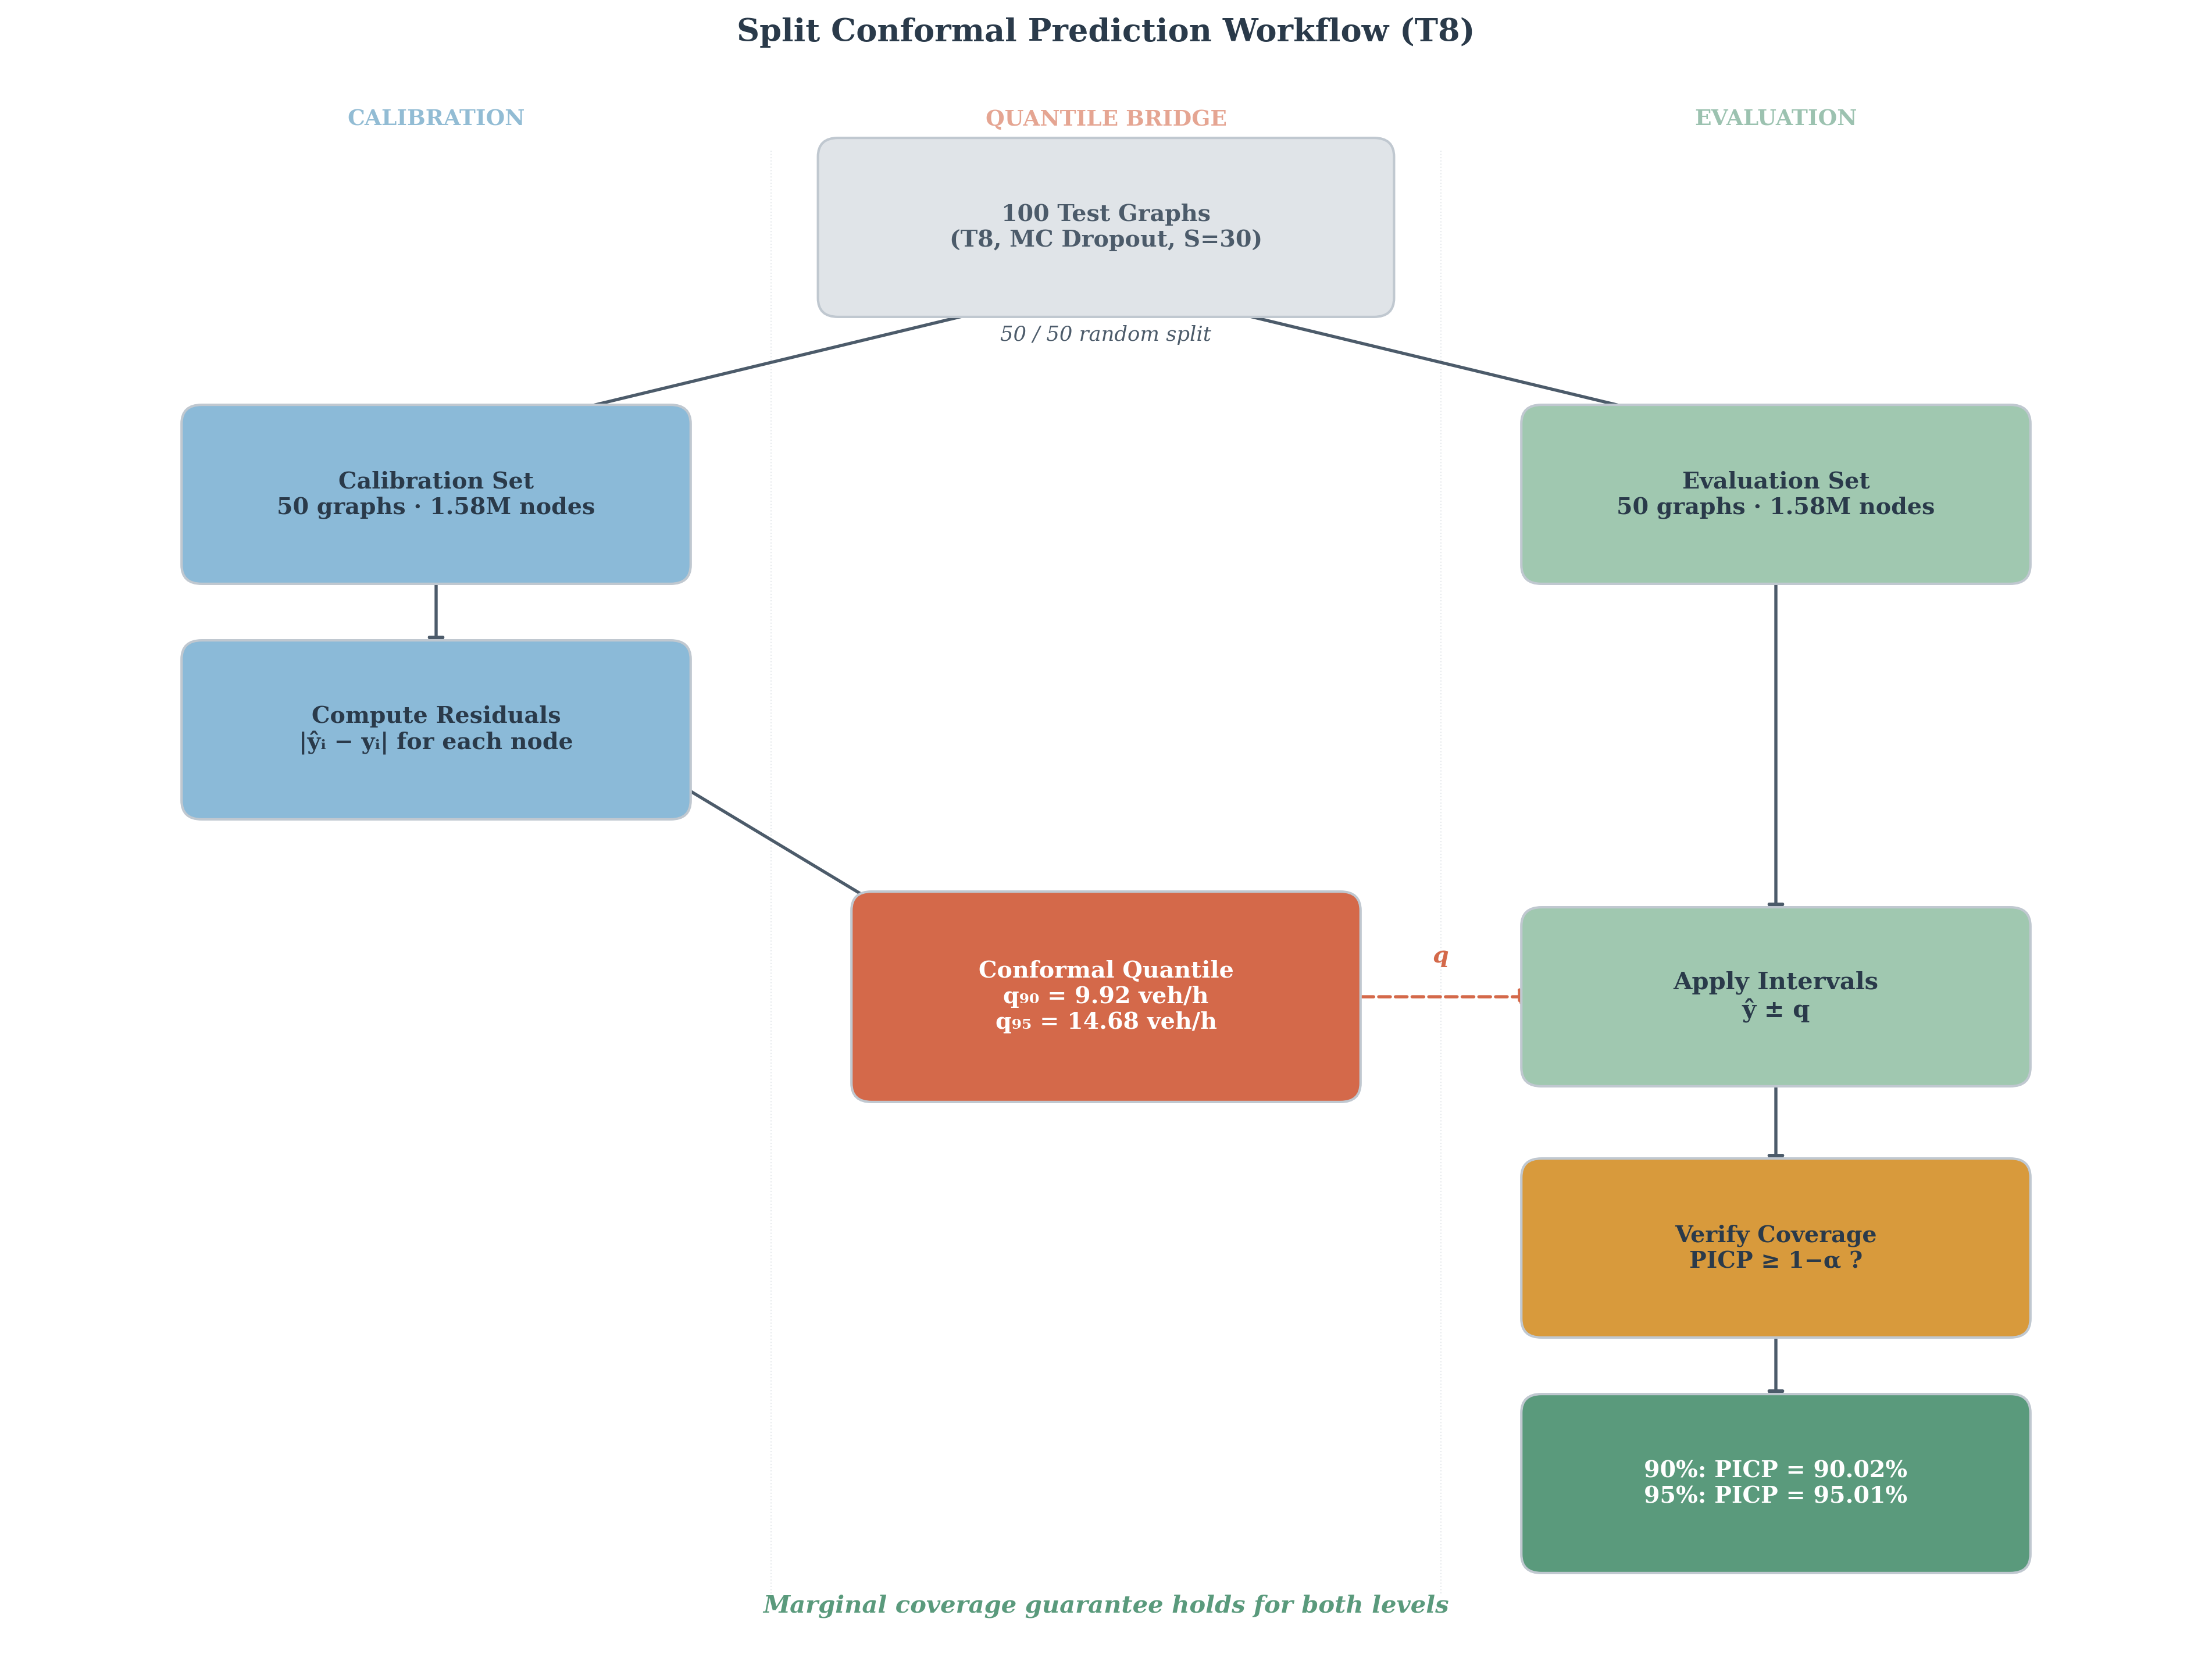 Split Conformal Prediction Workflow (T8)
CALIBRATION
QUANTILE BRIDGE
EVALUATION
100 Test Graphs
(T8, MC Dropout, S=30)
50 / 50 random split
Calibration Set
50 graphs · 1.58M nodes
Evaluation Set
50 graphs · 1.58M nodes
Compute Residuals
|ŷᵢ − yᵢ| for each node
Conformal Quantile
q₉₀ = 9.92 veh/h
q₉₅ = 14.68 veh/h
q
Apply Intervals
ŷ ± q
Verify Coverage
PICP ≥ 1−α ?
90%: PICP = 90.02%
95%: PICP = 95.01%
Marginal coverage guarantee holds for both levels